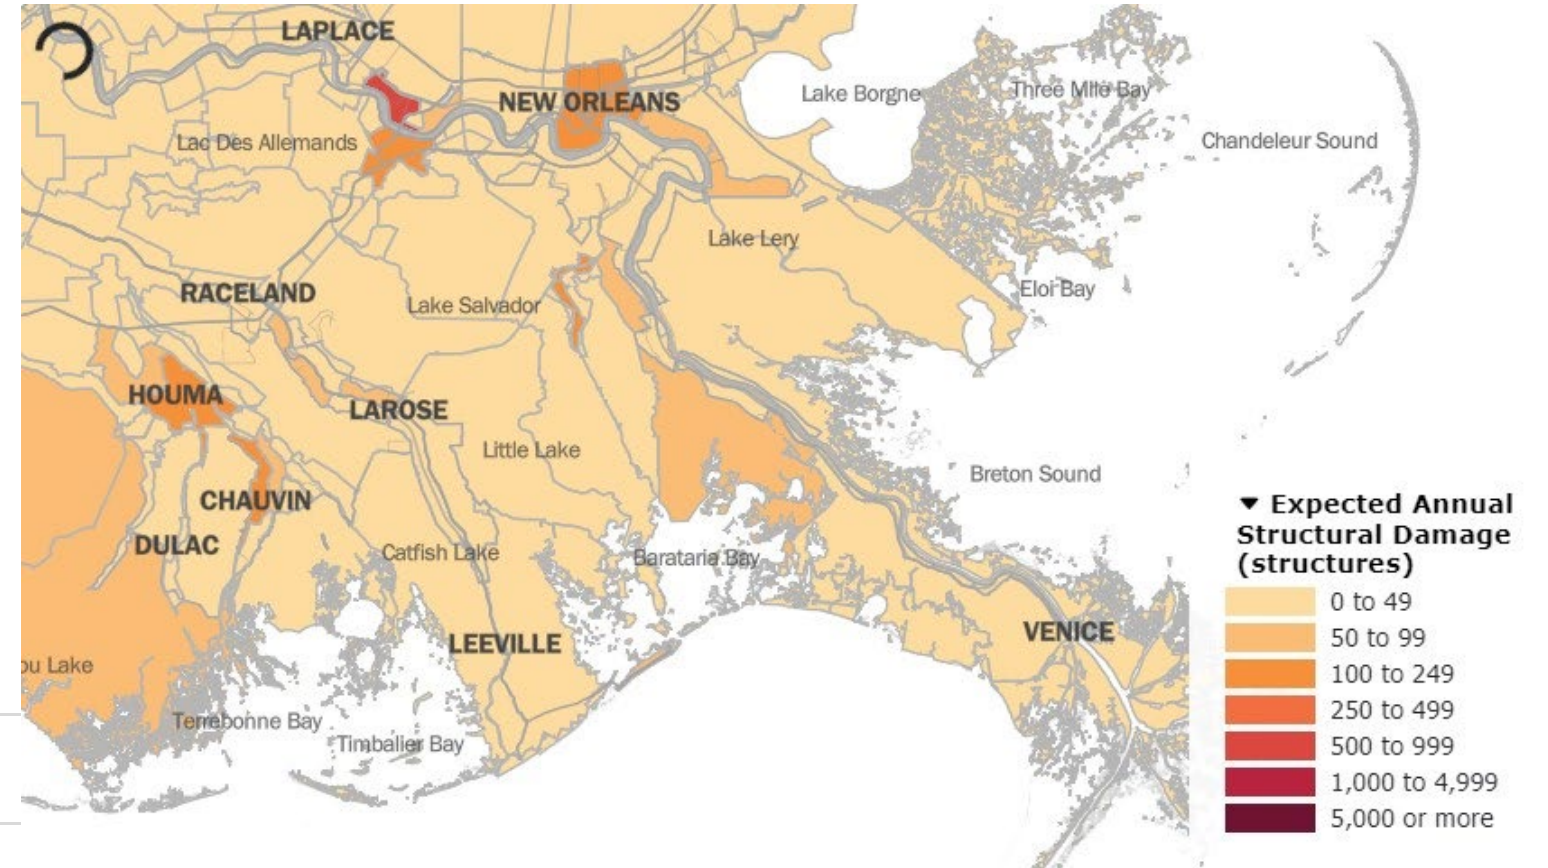 LAPLACE
Lake Borgne
Three Mile Bay
NEW ORLEANS
Chandeleur Sound
Lac Des Allemands
Lake Lery
RACELAND
Lake Salvador
Eloi Bay
HOUMA
LAROSE
Little Lake
Breton Sound
CHAUVIN
DULAC
Catfish Lake
Barataria Bay
VENICE
LEEVILLE
ou Lake
Terrebonne Bay
Timbalier Bay
▼ Expected Annual
Structural Damage
(structures)
0 to 49
50 to 99
100 to 249
250 to 499
500 to 999
1,000 to 4,999
5,000 or more